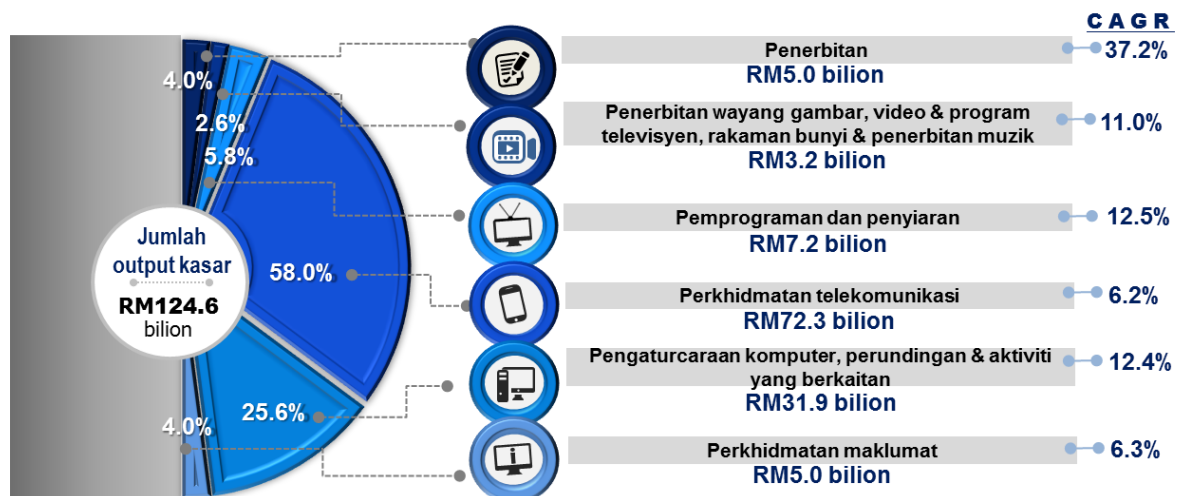 CAGR
4.0%
2.6%
5.8%
58.0%
25.6%
4.0%
Jumlah
output kasar
RM124.6
bilion
Penerbitan
RM5.0 bilion
37.2%
Penerbitan wayang gambar, video & program
televisyen, rakaman bunyi & penerbitan muzik
RM3.2 bilion
11.0%
Pemprograman dan penyiaran
RM7.2 bilion
12.5%
Perkhidmatan telekomunikasi
RM72.3 bilion
6.2%
Pengaturcaraan komputer, perundingan & aktiviti
yang berkaitan
RM31.9 bilion
12.4%
Perkhidmatan maklumat
RM5.0 bilion
6.3%